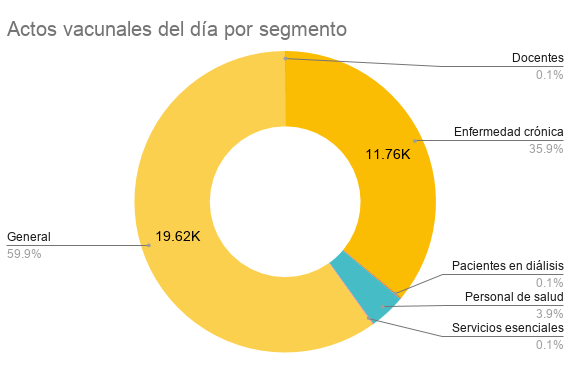 Actos vacunales del día por segmento
Docentes
0.1%
Enfermedad crónica
35.9%
11.76K
19.62K
General
59.9%
Pacientes en diálisis
0.1%
Personal de salud
3.9%
Servicios esenciales
0.1%